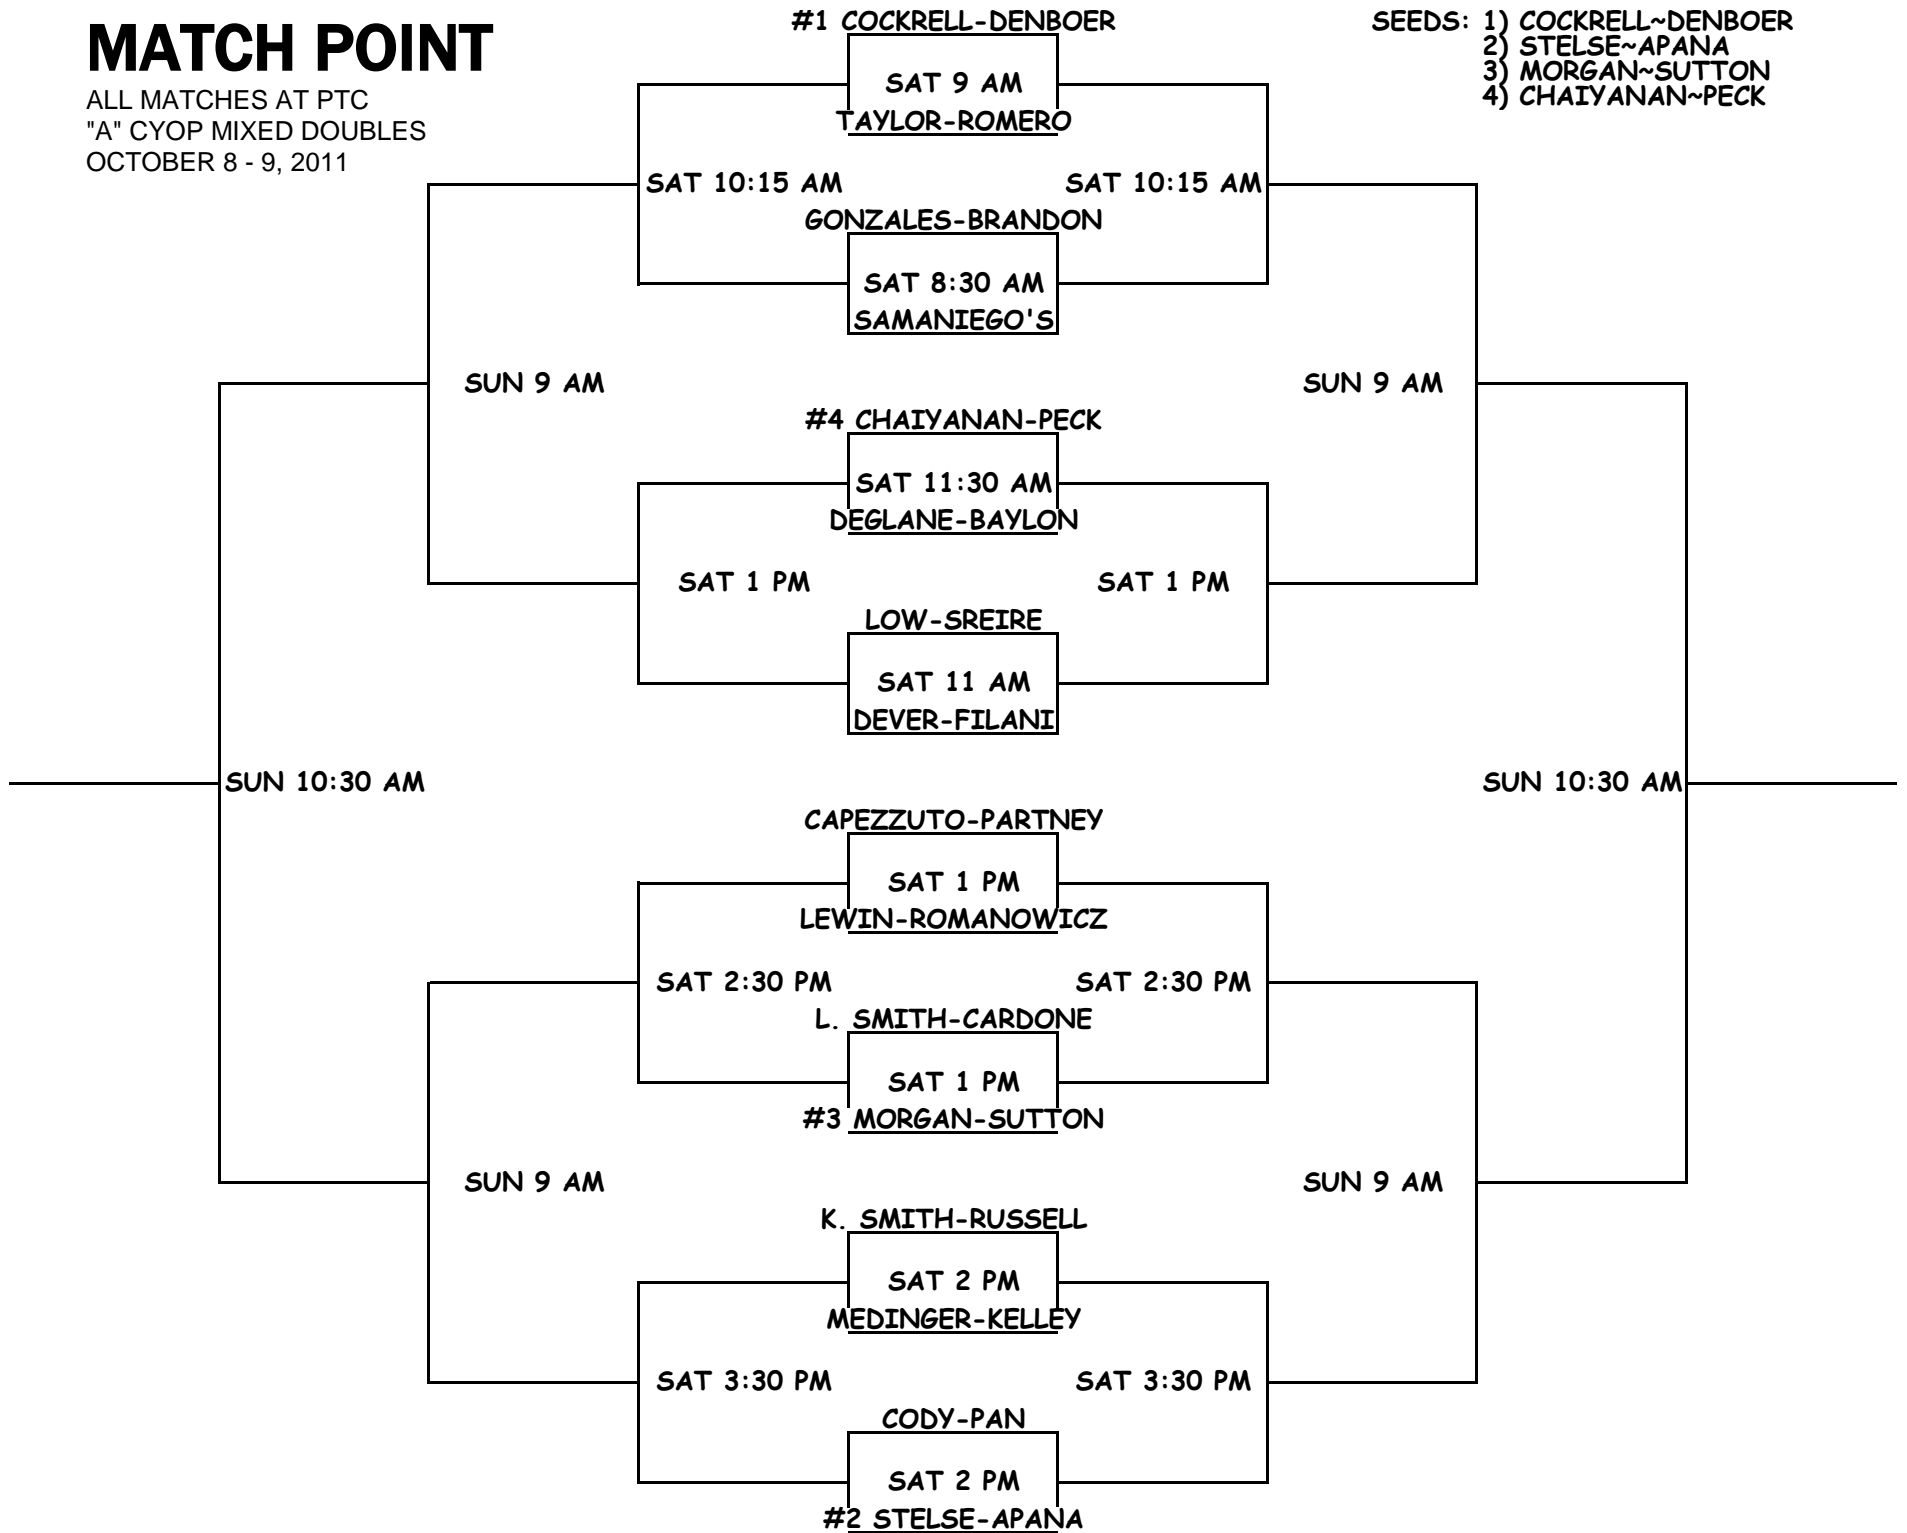 #1 COCKRELL-DENBOER
SEEDS: 1) COCKRELL~DENBOER
MATCH POINT
2) STELSE~APANA
3) MORGAN~SUTTON
SAT 9 AM
4) CHAIYANAN~PECK
ALL MATCHES AT PTC
TAYLOR-ROMERO
"A" CYOP MIXED DOUBLES
OCTOBER 8 - 9, 2011
SAT 10:15 AM SAT 10:15 AM
GONZALES-BRANDON
SAT 8:30 AM
SAMANIEGO'S
SUN 9 AM SUN 9 AM
#4 CHAIYANAN-PECK
SAT 11:30 AM
DEGLANE-BAYLON
SAT 1 PM SAT 1 PM
LOW-SREIRE
SAT 11 AM
DEVER-FILANI
SUN 10:30 AM SUN 10:30 AM
CAPEZZUTO-PARTNEY
SAT 1 PM
LEWIN-ROMANOWICZ
SAT 2:30 PM SAT 2:30 PM
L. SMITH-CARDONE
SAT 1 PM
#3 MORGAN-SUTTON
SUN 9 AM SUN 9 AM
K. SMITH-RUSSELL
SAT 2 PM
MEDINGER-KELLEY
SAT 3:30 PM SAT 3:30 PM
CODY-PAN
SAT 2 PM
#2 STELSE-APANA